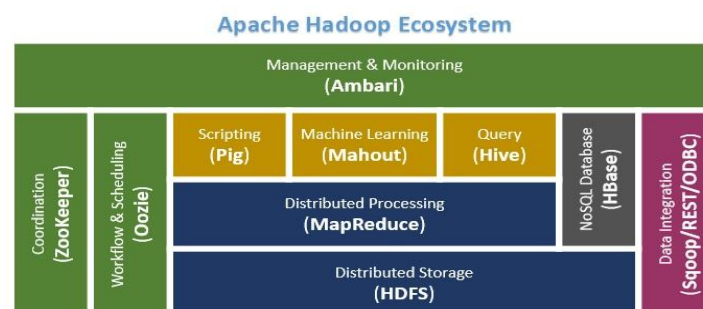 Apache Hadoop Ecosystem
Management & Monitoring
(Ambari)
Coordination
(ZooKeeper)
Workflow & Scheduling
(Oozie)
Scripting
(Pig)
Machine Learning
(Mahout)
Query
(Hive)
NoSQL Database
(HBase)
Data Integration
(Sqoop/REST/ODBC)
Distributed Processing
(MapReduce)
Distributed Storage
(HDFS)